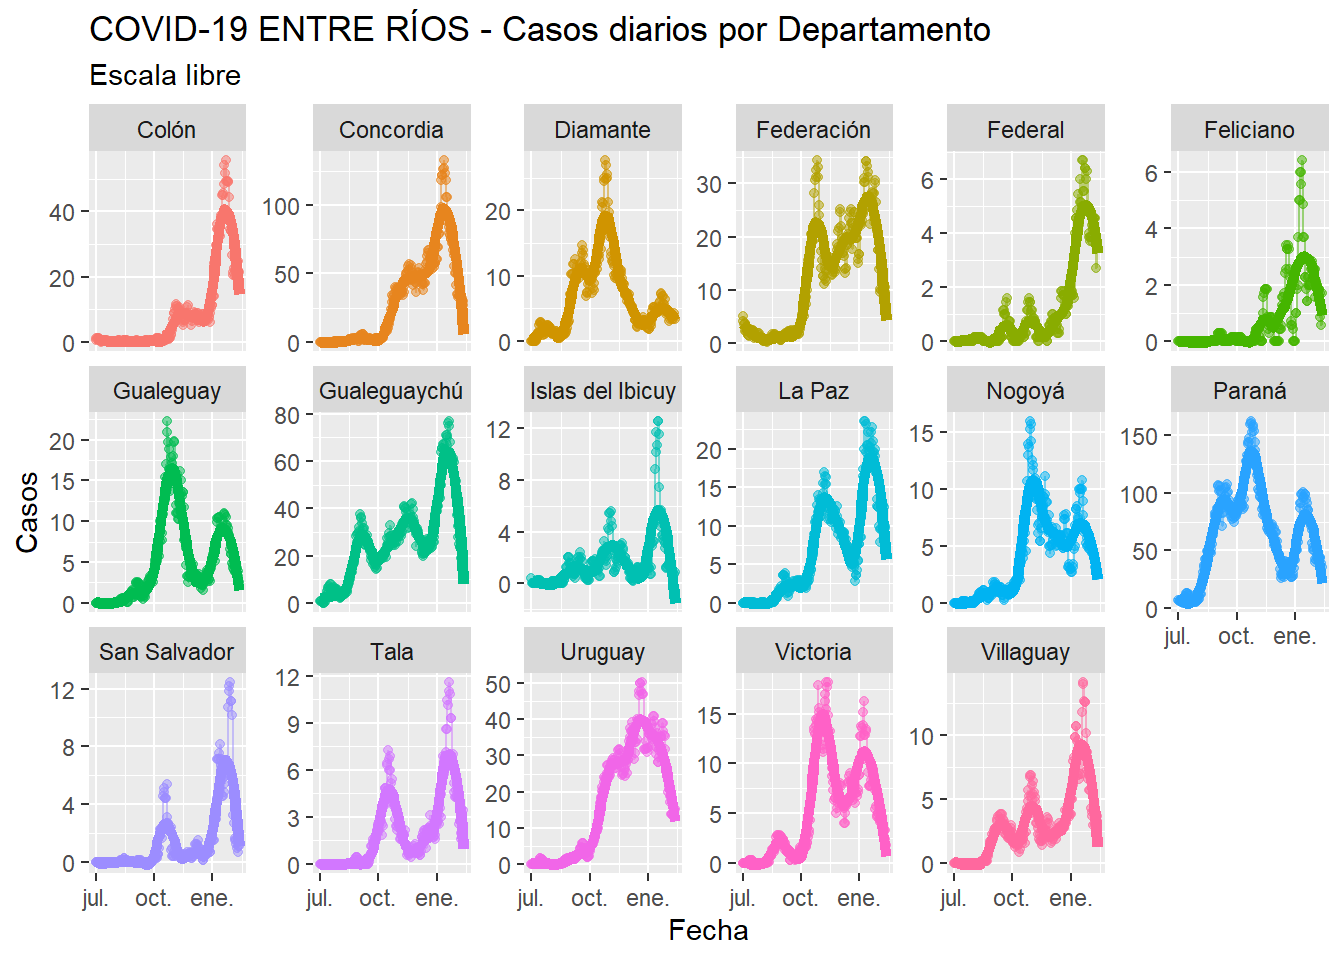 COVID-19 ENTRE RÍOS - Casos diarios por Departamento
Escala libre
Colón
Concordia
Diamante
Federación
Federal
Feliciano
40
20
0
100
50
0
20
10
0
30
20
10
0
6
4
2
0
6
4
2
0
Gualeguay
Gualeguaychú
Islas del Ibicuy
La Paz
Nogoyá
Paraná
20
15
10
5
0
80
60
40
20
0
12
8
4
0
20
15
10
5
0
15
10
5
0
150
100
50
0
jul.
oct.
ene.
San Salvador
Tala
Uruguay
Victoria
Villaguay
12
8
4
0
12
9
6
3
0
50
40
30
20
10
0
15
10
5
0
10
5
0
jul.
oct.
ene.
jul.
oct.
ene.
jul.
oct.
ene.
jul.
oct.
ene.
jul.
oct.
ene.
Casos
Fecha